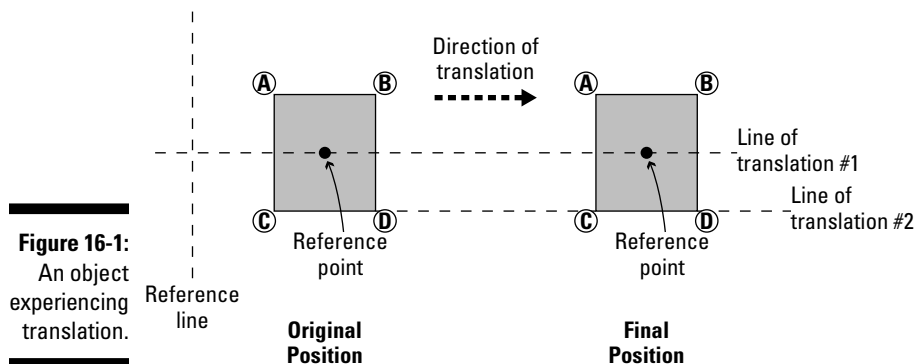 Direction of
translation
A
B
A
B
Line of
translation #1
Line of
translation #2
C
D
C
D
Reference
point
Reference
point
Reference
line
Original
Position
Final
Position
Figure 16-1:
An object
experiencing
translation.